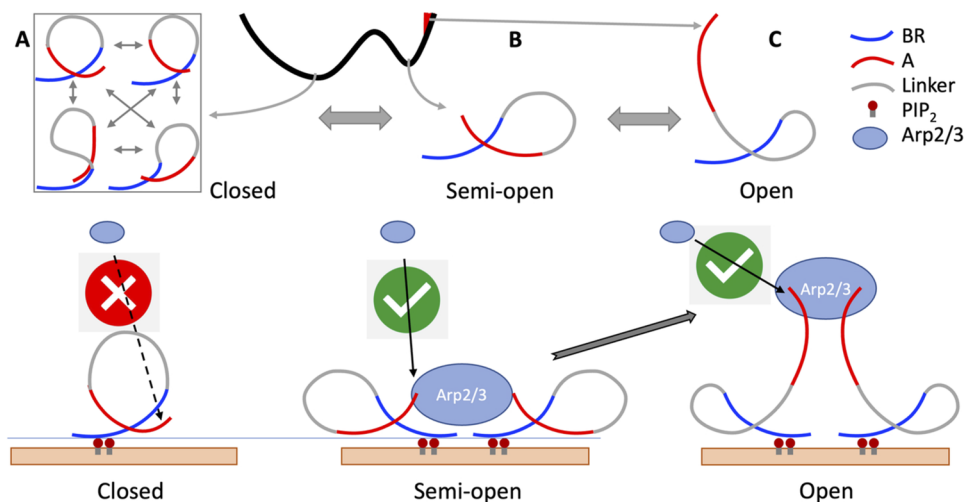 A
B
C
BR
A
Linker
PIP2
Arp2/3
Closed
Semi-open
Open
Arp2/3
Arp2/3
Closed
Semi-open
Open